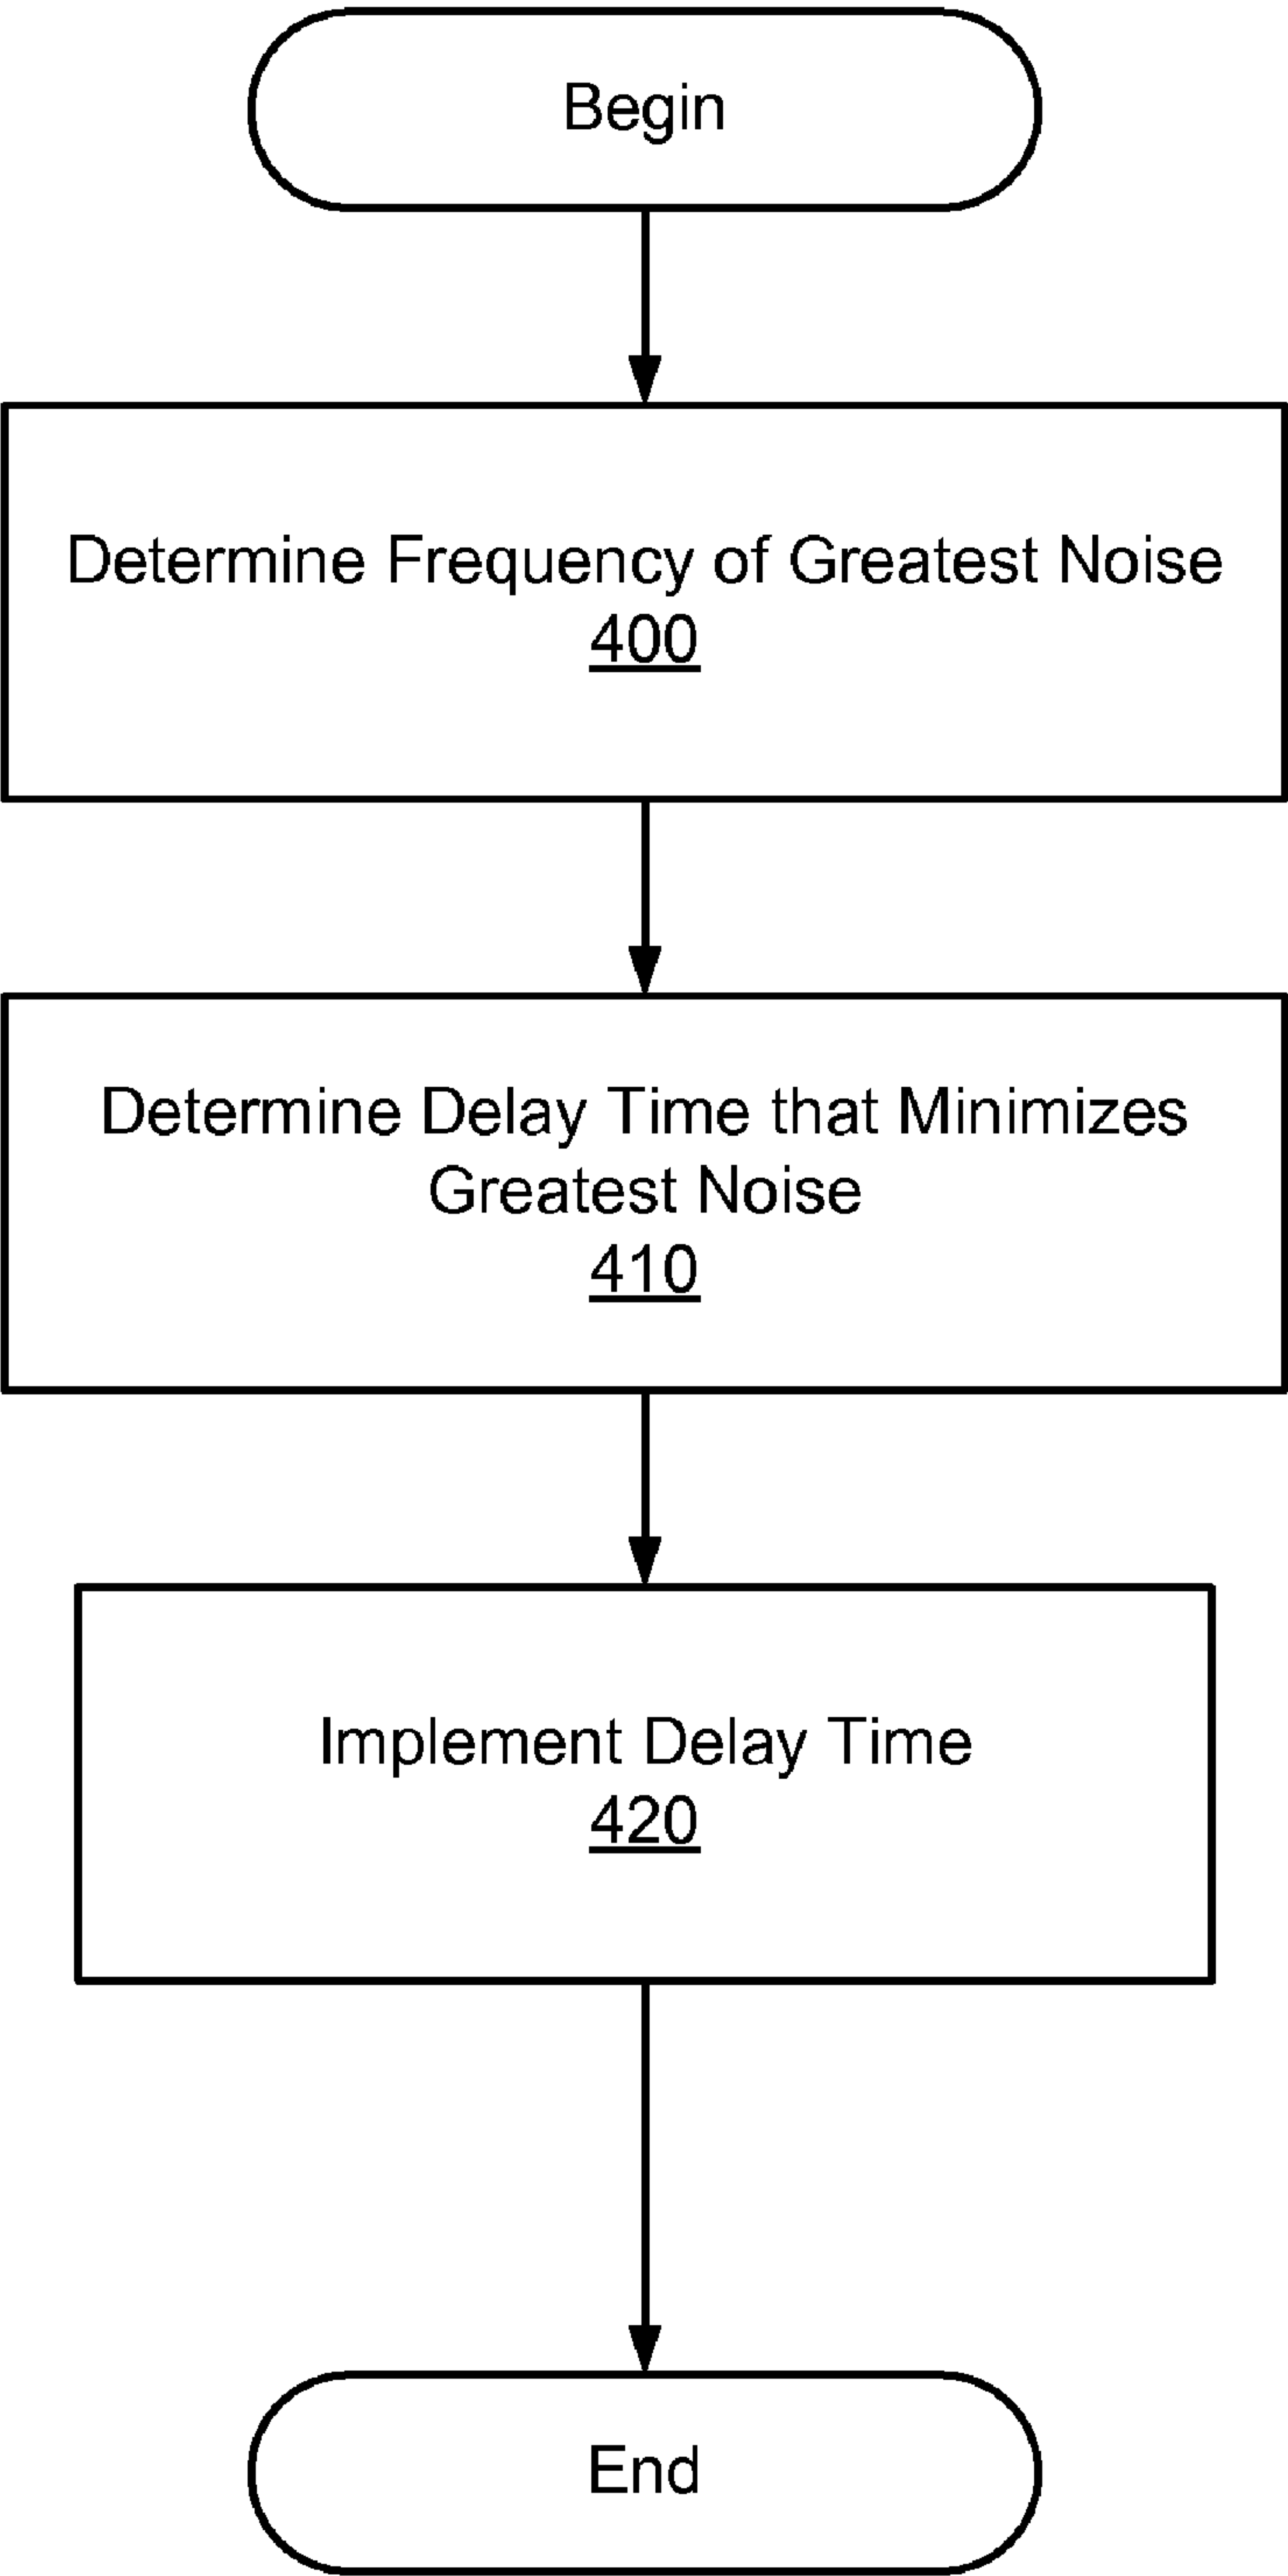 Begin
Determine Frequency of Greatest Noise
400
Determine Delay Time that Minimizes
Greatest Noise
410
Implement Delay Time
420
End